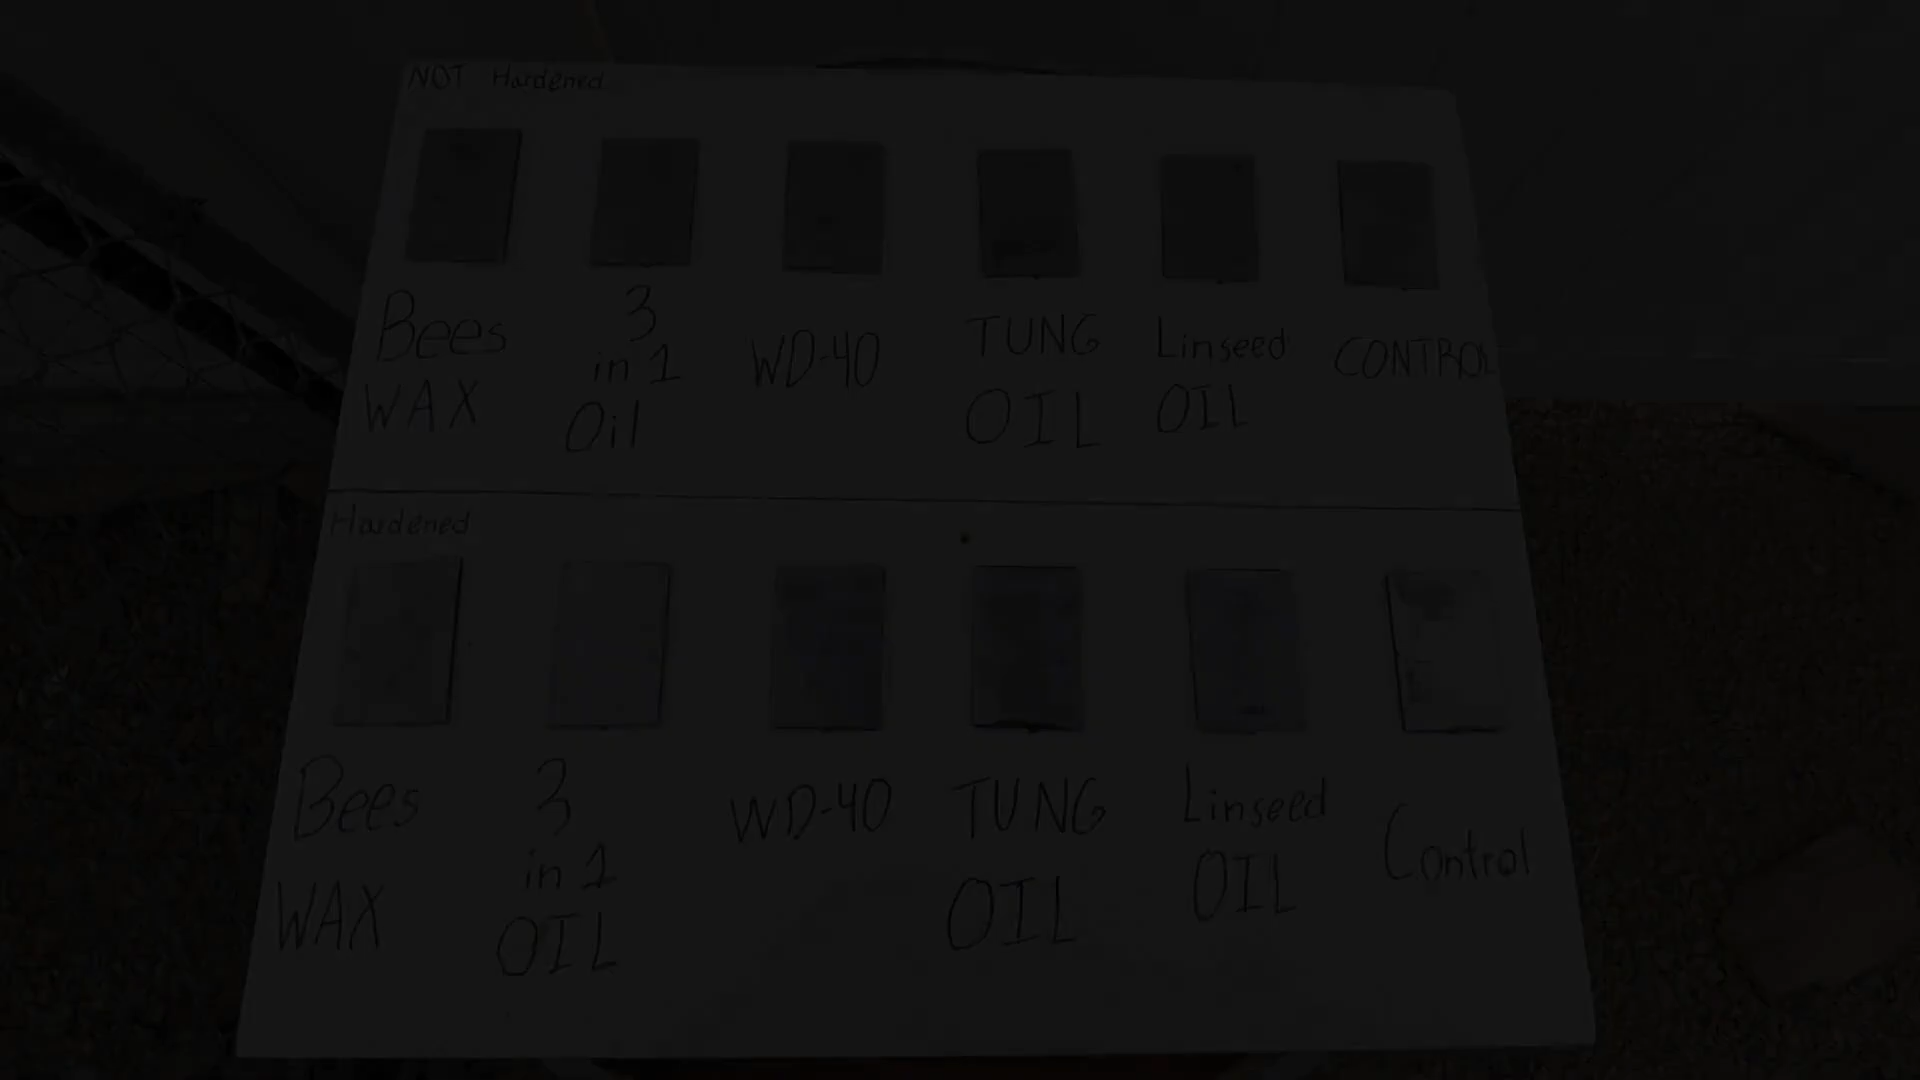 NOT Hardened
Bees
WAX
3
in 1
Oil
WD-40
TUNG
OIL
Linseed
OIL
CONTROL
Hardened
Bees
WAX
3
in 1
OIL
WD-40
TUNG
OIL
Linseed
OIL
Control